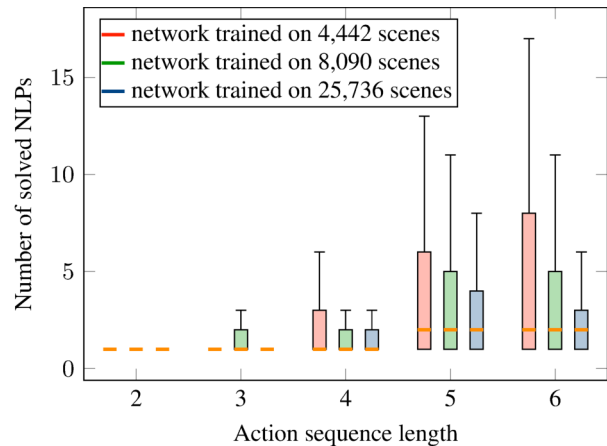 network trained on 4,442 scenes
network trained on 8,090 scenes
network trained on 25,736 scenes
Number of solved NLPs
15
10
5
0
2 3 4 5 6
Action sequence length